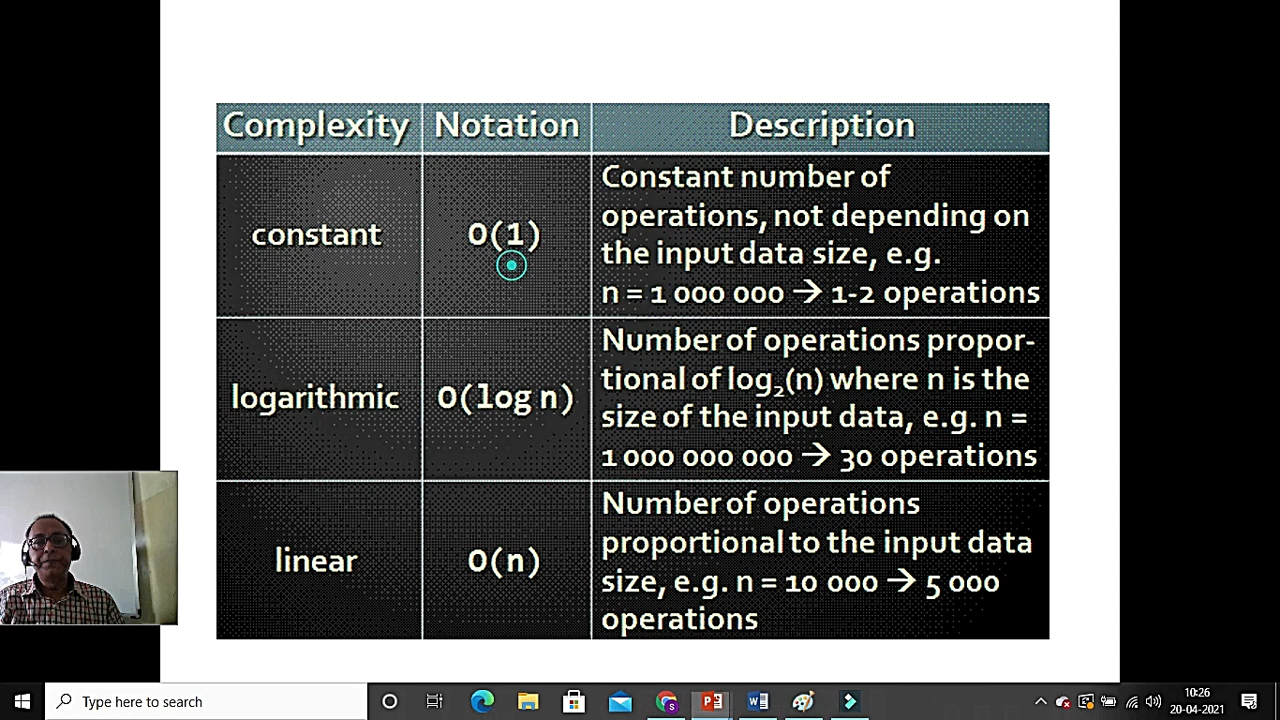 Complexity Notation Description
constant O(1) Constant number of
operations, not depending on
the input data size, e.g.
n = 1 000 000 → 1-2 operations
logarithmic O(log n) Number of operations propor-
tional of log₂(n) where n is the
size of the input data, e.g. n =
1 000 000 000 → 30 operations
linear O(n) Number of operations
proportional to the input data
size, e.g. n = 10 000 → 5 000
operations
Type here to search
10:26
20-04-2021